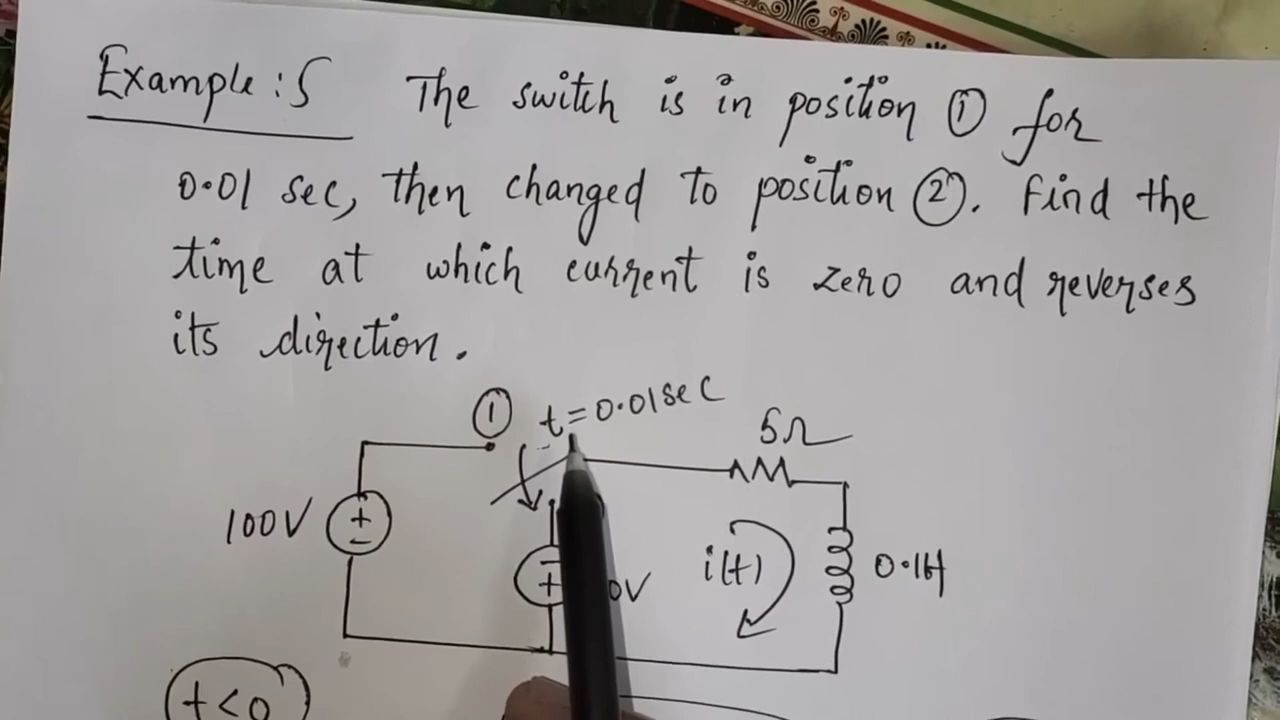 Example : 5 The switch is in position ① for
0.01 sec, then changed to position ②. Find the
time at which current is zero and reverses
its direction.
① t=0.01sec
5Ω
100V + -
- +
i(t)
0.1H
t<0